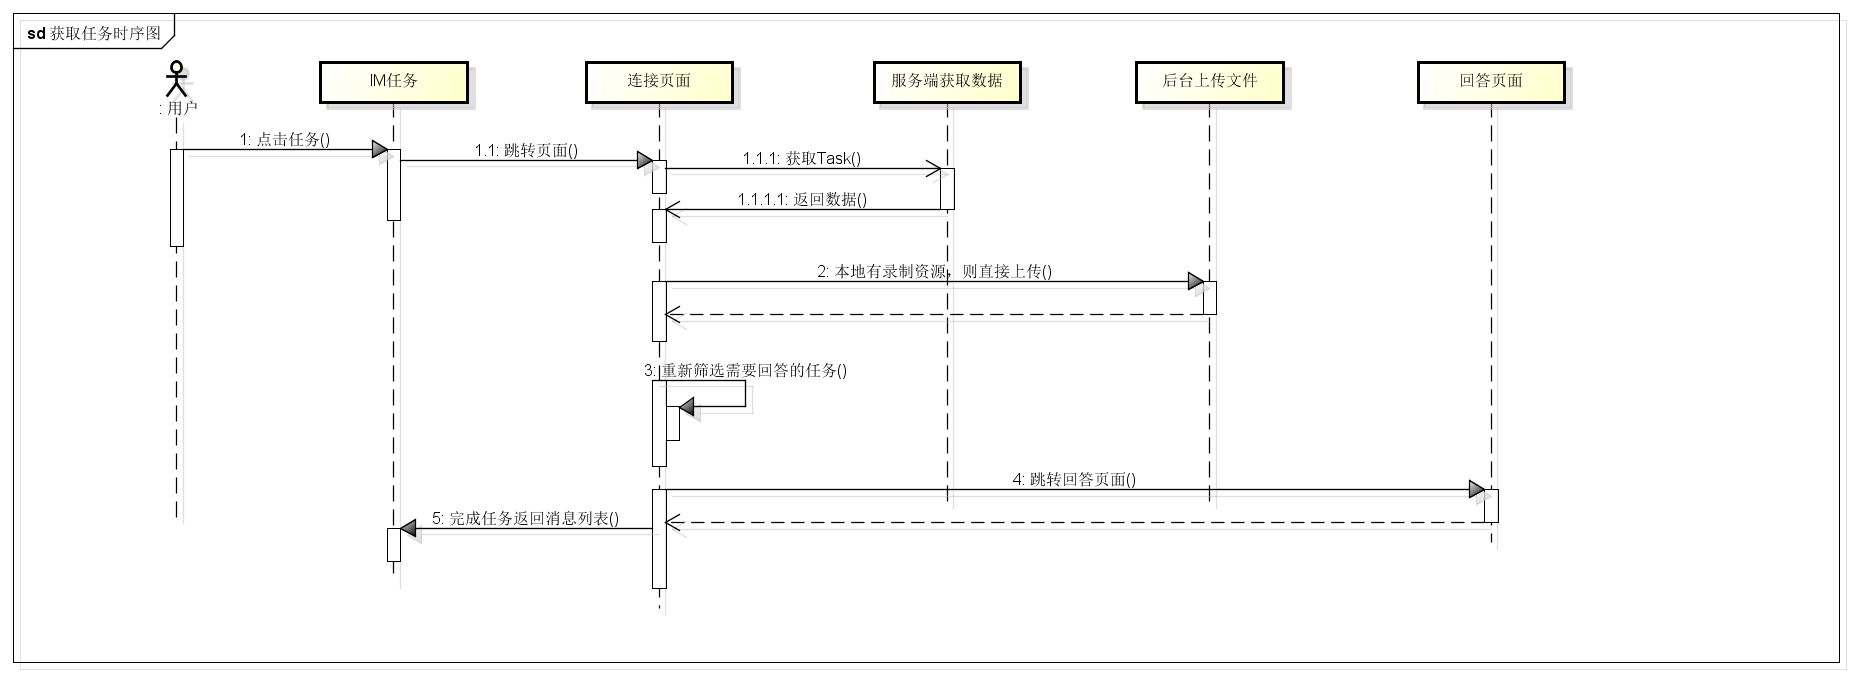 sd 获取任务时序图
: 用户
IM任务
连接页面
服务端获取数据
后台上传文件
回答页面
1: 点击任务()
1.1: 跳转页面()
1.1.1: 获取Task()
1.1.1.1: 返回数据()
2: 本地有录制资源，则直接上传()
3: 重新筛选需要回答的任务()
4: 跳转回答页面()
5: 完成任务返回消息列表()